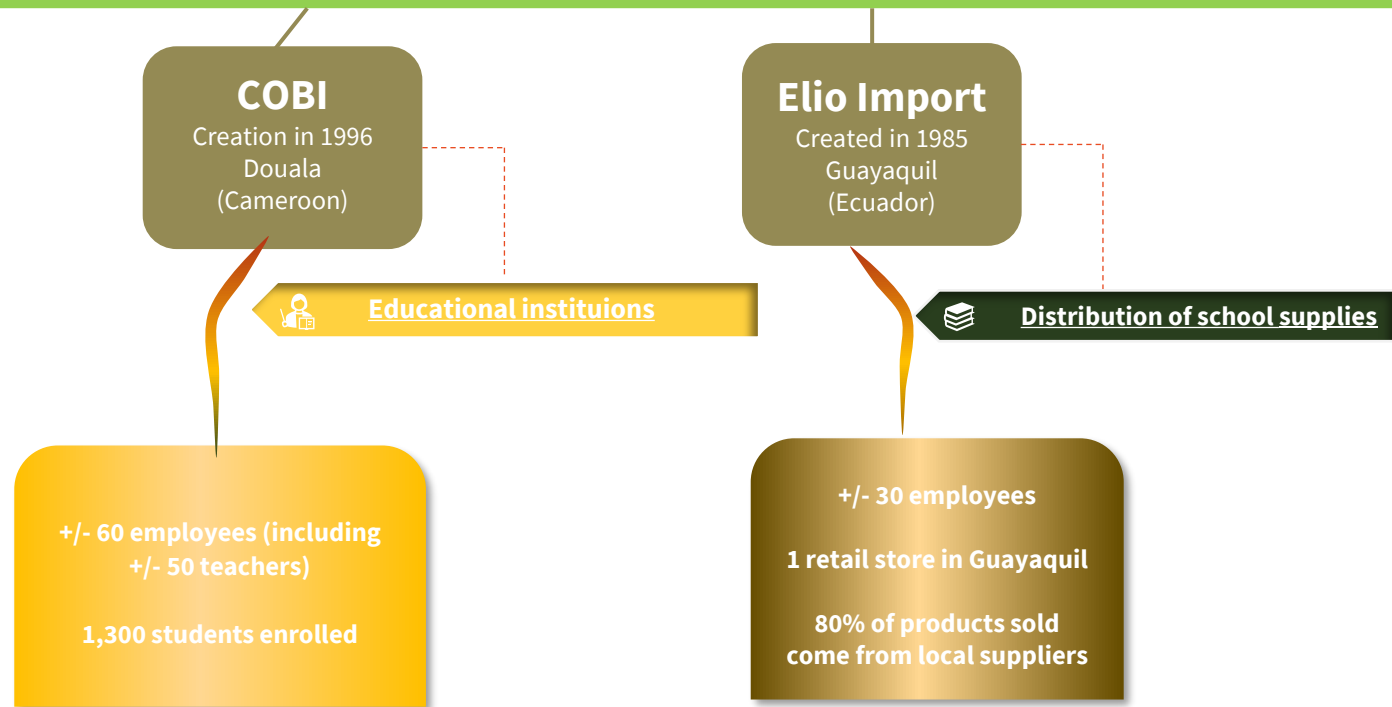 COBI
Creation in 1996
Douala
(Cameroon)
Elio Import
Created in 1985
Guayaquil
(Ecuador)
Educational instituions
Distribution of school supplies
+/- 60 employees (including
+/- 50 teachers)
1,300 students enrolled
+/- 30 employees
1 retail store in Guayaquil
80% of products sold
come from local suppliers